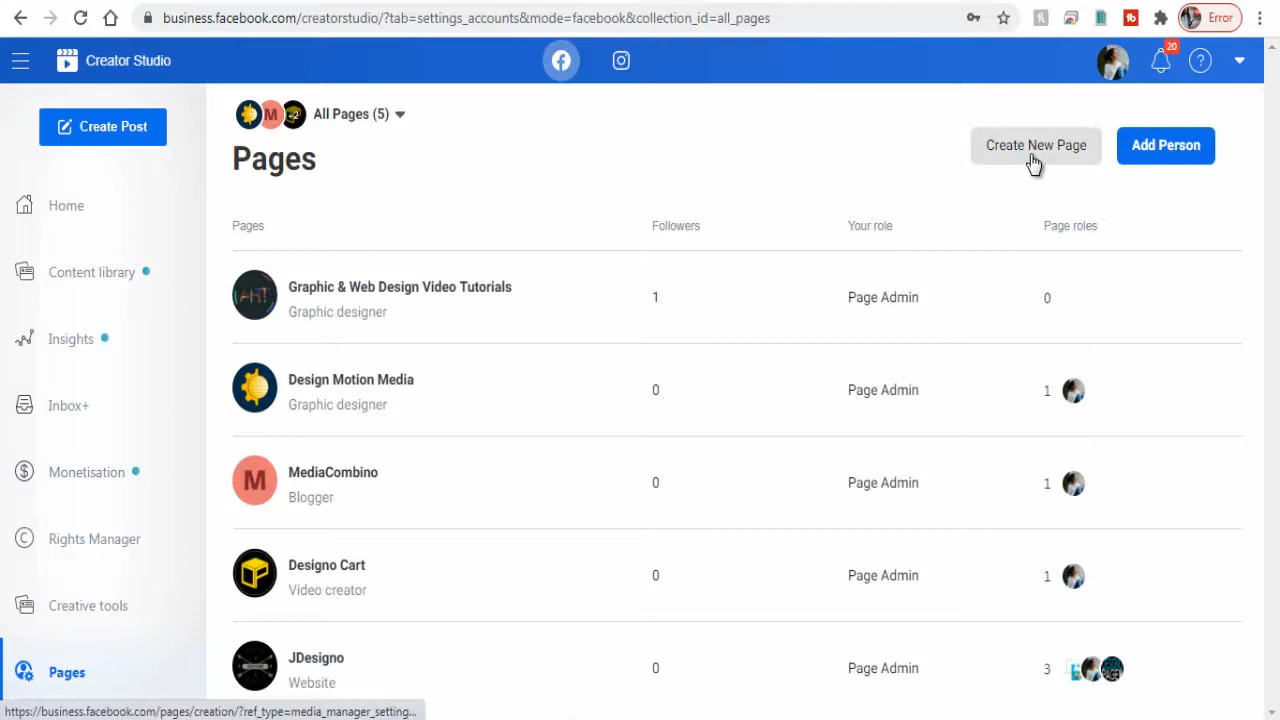 business.facebook.com/creatorstudio/?tab=settings_accounts&mode=facebook&collection_id=all_pages
Error
Creator Studio
20
Create Post
All Pages (5)
M
+2
Pages
Create New Page
Add Person
Home
Content library
Insights
Inbox+
Monetisation
Rights Manager
Creative tools
Pages
Pages Followers Your role Page roles
Graphic & Web Design Video Tutorials
Graphic designer
1 Page Admin 0
Design Motion Media
Graphic designer
0 Page Admin 1
M
MediaCombino
Blogger
0 Page Admin 1
Designo Cart
Video creator
0 Page Admin 1
JDesigno
Website
0 Page Admin 3
https://business.facebook.com/pages/creation/?ref_type=media_manager_setting...